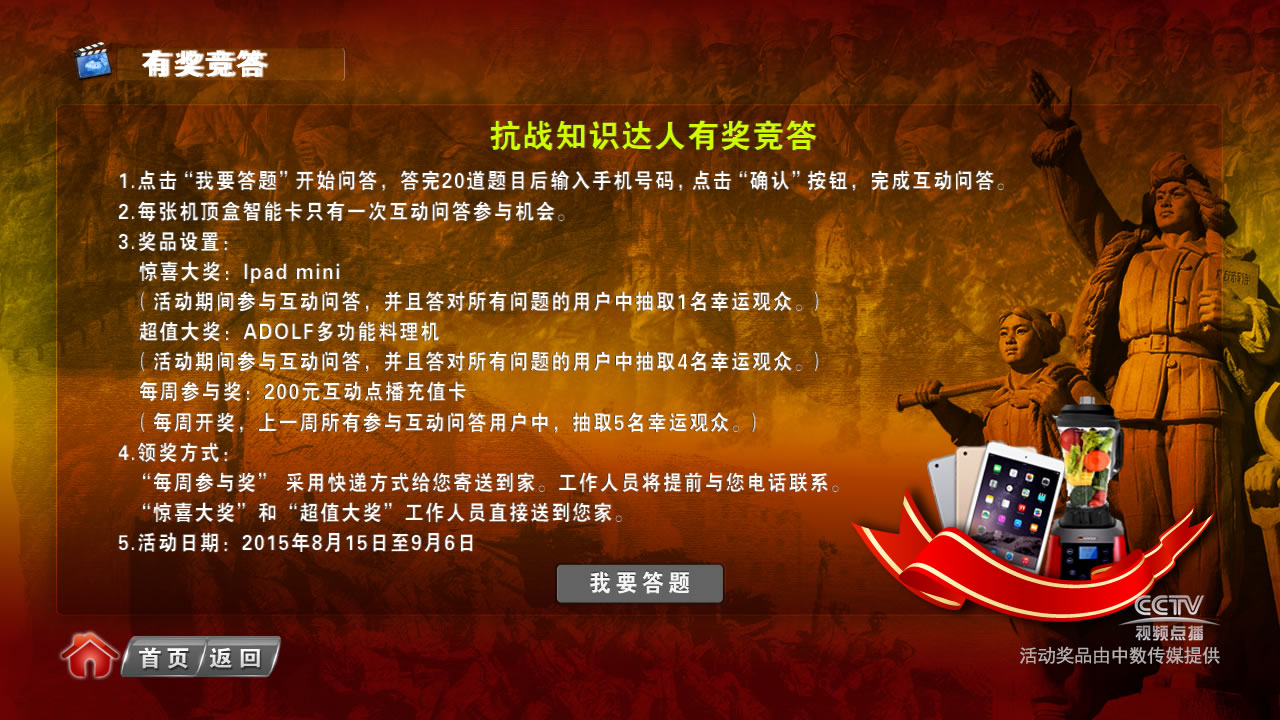 有奖竞答
抗战知识达人有奖竞答
1.点击“我要答题”开始问答，答完20道题目后输入手机号码，点击“确认”按钮，完成互动问答。
2.每张机顶盒智能卡只有一次互动问答参与机会。
3.奖品设置：
惊喜大奖：Ipad mini
（活动期间参与互动问答，并且答对所有问题的用户中抽取1名幸运观众。）
超值大奖：ADOLF多功能料理机
（活动期间参与互动问答，并且答对所有问题的用户中抽取4名幸运观众。）
每周参与奖：200元互动点播充值卡
（每周开奖，上一周所有参与互动问答用户中，抽取5名幸运观众。）
4.领奖方式：
“每周参与奖” 采用快递方式给您寄送到家。工作人员将提前与您电话联系。
“惊喜大奖”和“超值大奖”工作人员直接送到您家。
5.活动日期：2015年8月15日至9月6日
我要答题
CCTV
视频点播
首页 返回
活动奖品由中数传媒提供